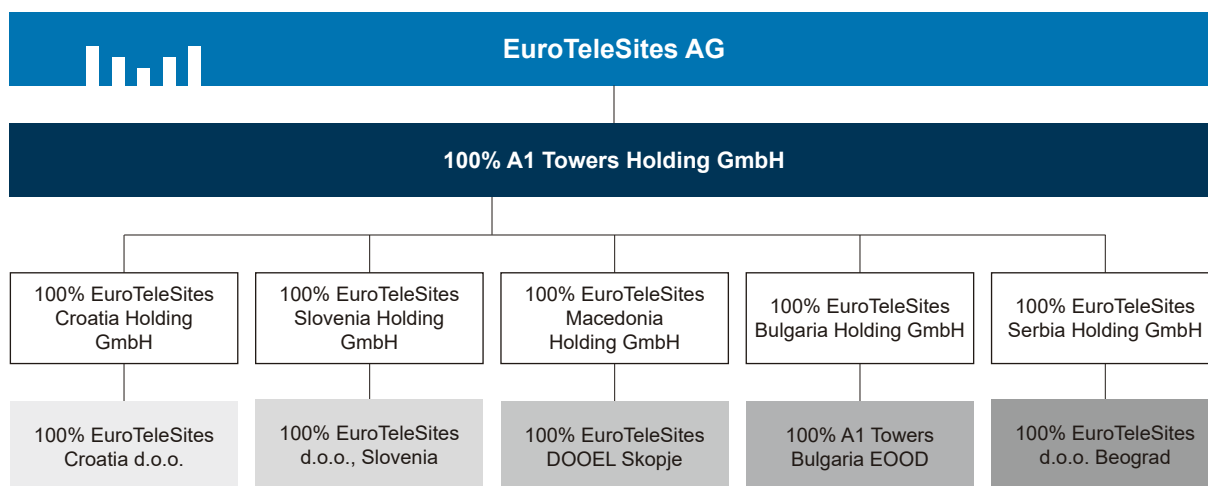 EuroTeleSites AG
100% A1 Towers Holding GmbH
100% EuroTeleSites
Croatia Holding
GmbH
100% EuroTeleSites
Slovenia Holding
GmbH
100% EuroTeleSites
Macedonia
Holding GmbH
100% EuroTeleSites
Bulgaria Holding GmbH
100% EuroTeleSites
Serbia Holding GmbH
100% EuroTeleSites
Croatia d.o.o.
100% EuroTeleSites
d.o.o., Slovenia
100% EuroTeleSites
DOOEL Skopje
100% A1 Towers
Bulgaria EOOD
100% EuroTeleSites
d.o.o. Beograd